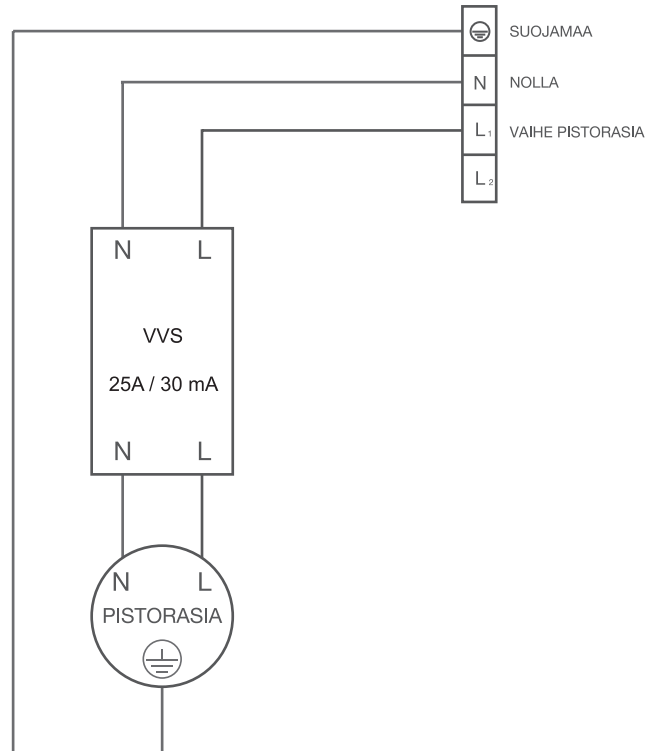 SUOJAMAA
N NOLLA
L1 VAIHE PISTORASIA
L2
N L
VVS
25A / 30 mA
N L
N L
PISTORASIA